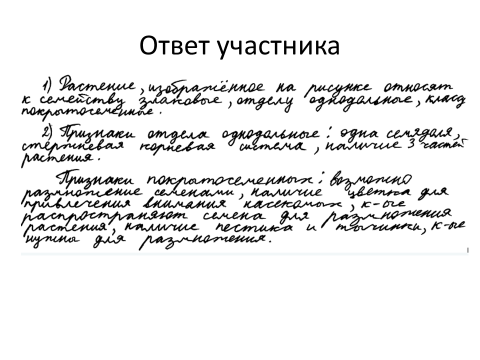 Ответ участника
1) Растение, изображённое на рисунке относят
к семейству злаковые, отделу однодольные, класс
покрытосеменные.
2) Признаки отдела однодольные: одна семядоля,
стержневая корневая система, наличие 3 частей
растения.
Признаки покрытосеменных: возможно
размножение семенами, наличие цветка для
привлечения внимания насекомых, к-ые
распространяют семена для размножения
растения, наличие пестика и тычинки, к-ые
нужны для размножения.